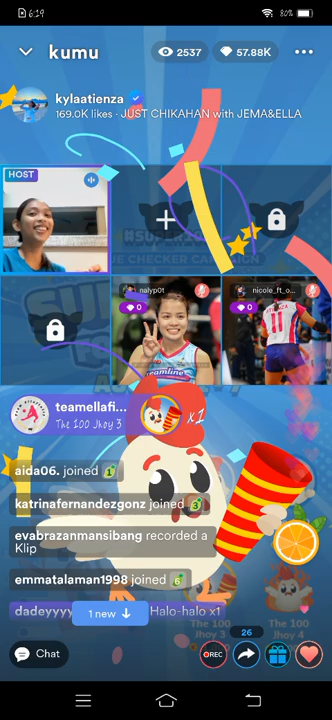 6:19
80%
kumu
2537
57.88K
kylaatienza
169.0K likes · JUST CHIKAHAN with JEMA&ELLA
HOST
nalyp01
0
nicole_ft_o...
0
teamellafi...
The 100 Jhoy 3
x1
aida06. joined
katrinafernandezgonz joined
evabrazanmansibang recorded a
Klip
emmatalaman1998 joined 6
dadeyyyy
1 new
Halo-halo x1
The 100
Jhoy 3
The 100
Jhoy 4
26
Chat
REC